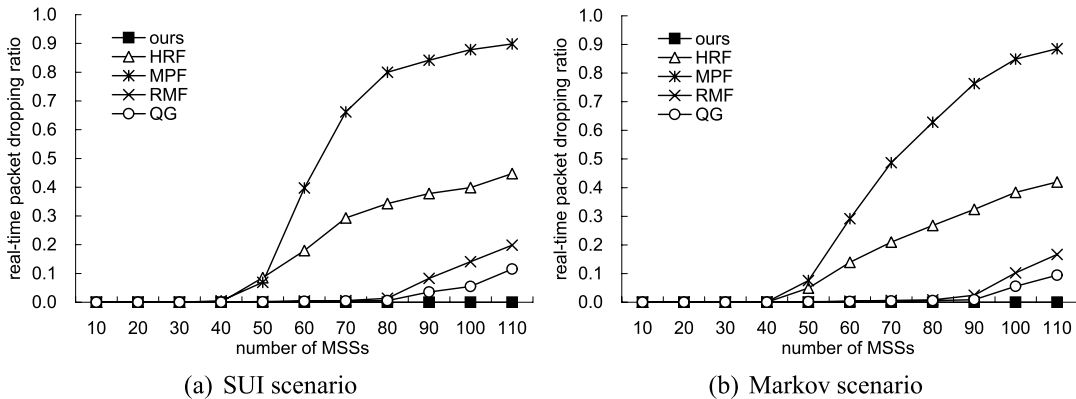 real-time packet dropping ratio
1.0
0.9
0.8
0.7
0.6
0.5
0.4
0.3
0.2
0.1
0.0
ours
HRF
MPF
RMF
QG
10 20 30 40 50 60 70 80 90 100 110
number of MSSs
(a) SUI scenario
real-time packet dropping ratio
1.0
0.9
0.8
0.7
0.6
0.5
0.4
0.3
0.2
0.1
0.0
ours
HRF
MPF
RMF
QG
10 20 30 40 50 60 70 80 90 100 110
number of MSSs
(b) Markov scenario